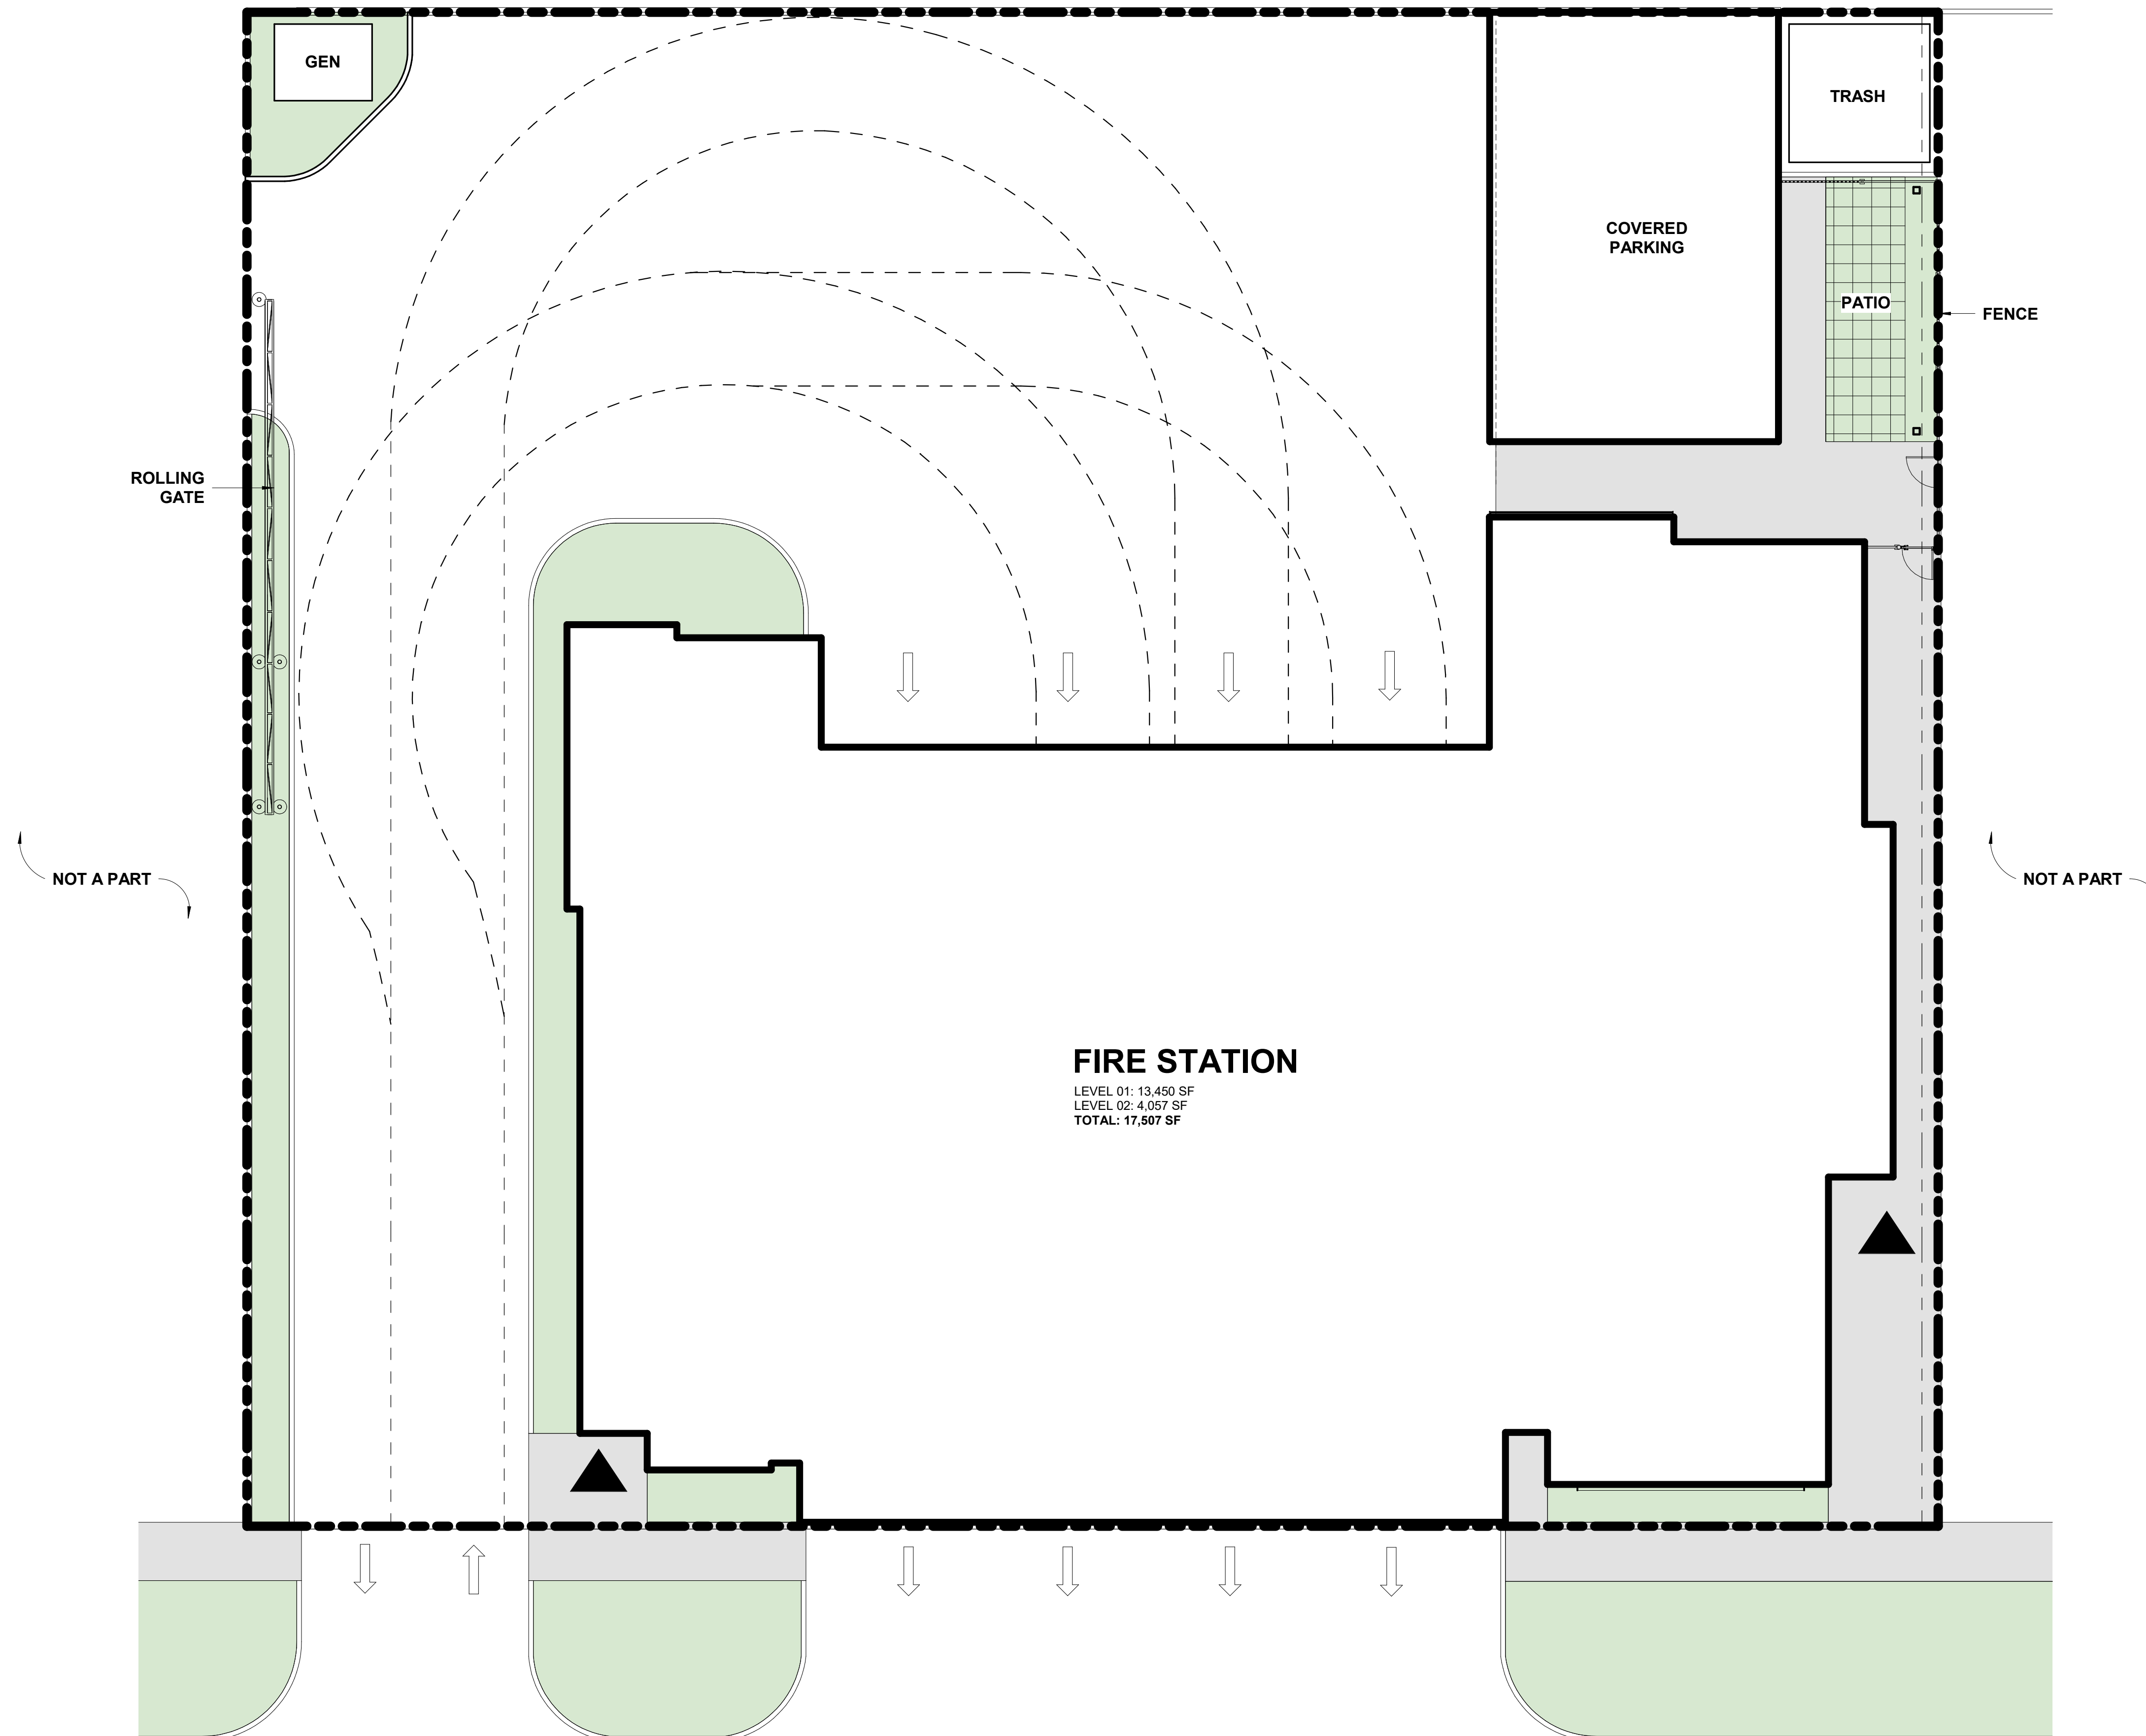 GEN
TRASH
COVERED
PARKING
PATIO
FENCE
ROLLING
GATE
NOT A PART
NOT A PART
FIRE STATION
LEVEL 01: 13,450 SF
LEVEL 02: 4,057 SF
TOTAL: 17,507 SF